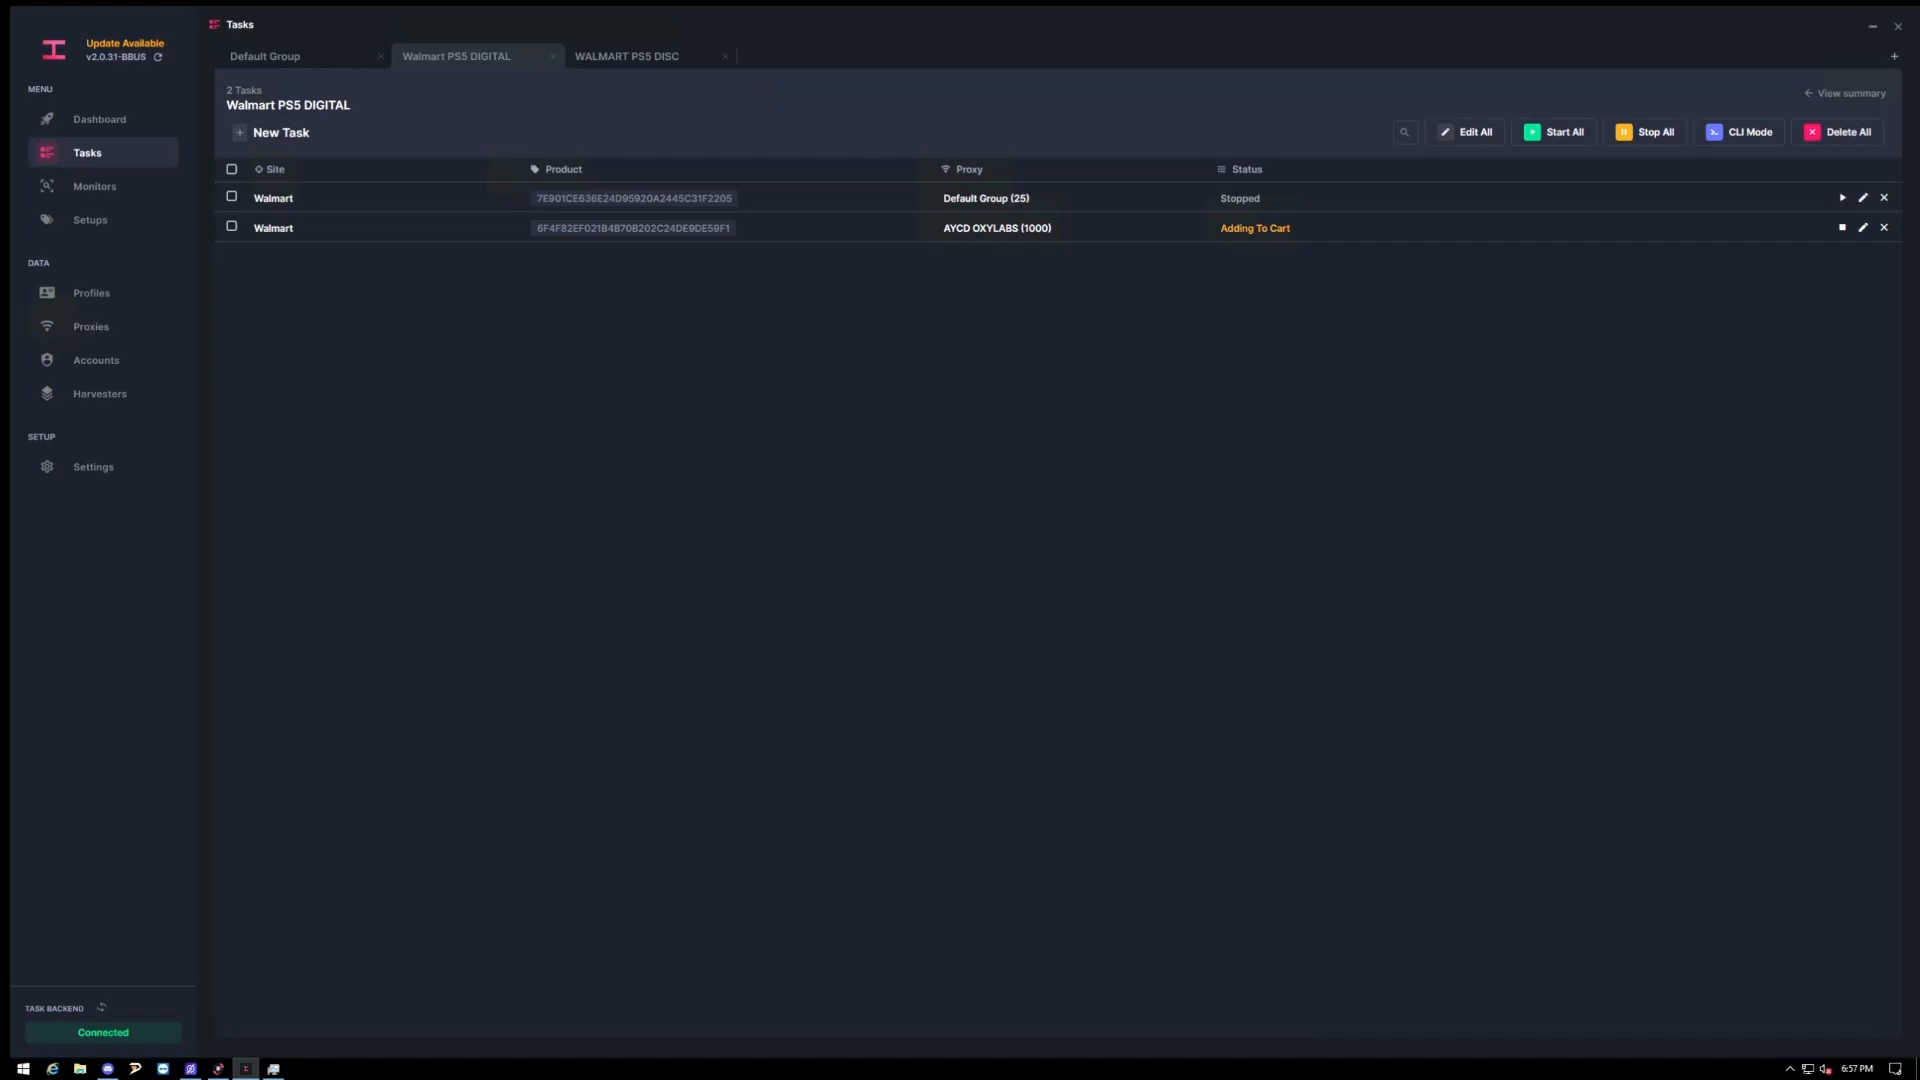 Tasks
Update Available
v2.0.31-BBUS
Default Group
Walmart PS5 DIGITAL
WALMART PS5 DISC
MENU
Dashboard
Tasks
Monitors
Setups
DATA
Profiles
Proxies
Accounts
Harvesters
SETUP
Settings
TASK BACKEND
Connected
2 Tasks
Walmart PS5 DIGITAL
View summary
New Task
Edit All
Start All
Stop All
CLI Mode
Delete All
Site Product Proxy Status
Walmart 7E901CE636E24D95920A2445C31F2205 Default Group (25) Stopped
Walmart 6F4F82EF021B4B70B202C24DE9DE59F1 AYCD OXYLABS (1000) Adding To Cart
6:57 PM